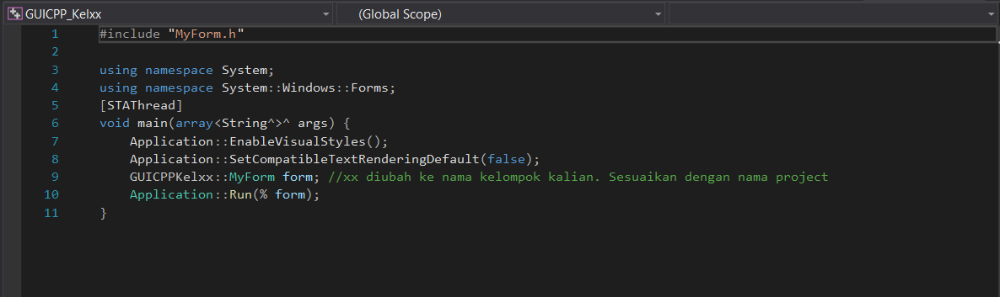 GUICPP_Kelxx (Global Scope)
1 #include "MyForm.h"
2
3 using namespace System;
4 using namespace System::Windows::Forms;
5 [STAThread]
6 void main(array<String^>^ args) {
7 Application::EnableVisualStyles();
8 Application::SetCompatibleTextRenderingDefault(false);
9 GUICPPKelxx::MyForm form; //xx diubah ke nama kelompok kalian. Sesuaikan dengan nama project
10 Application::Run(% form);
11 }